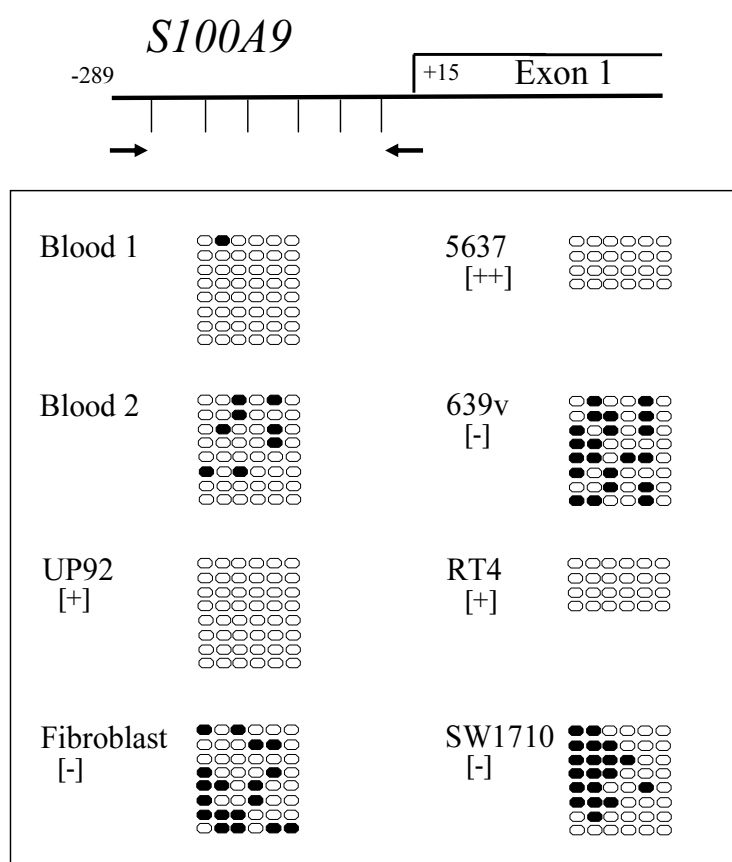 S100A9
-289
+15
Exon 1
Blood 1
5637
[++]
Blood 2
639v
[-]
UP92
[+]
RT4
[+]
Fibroblast
[-]
SW1710
[-]